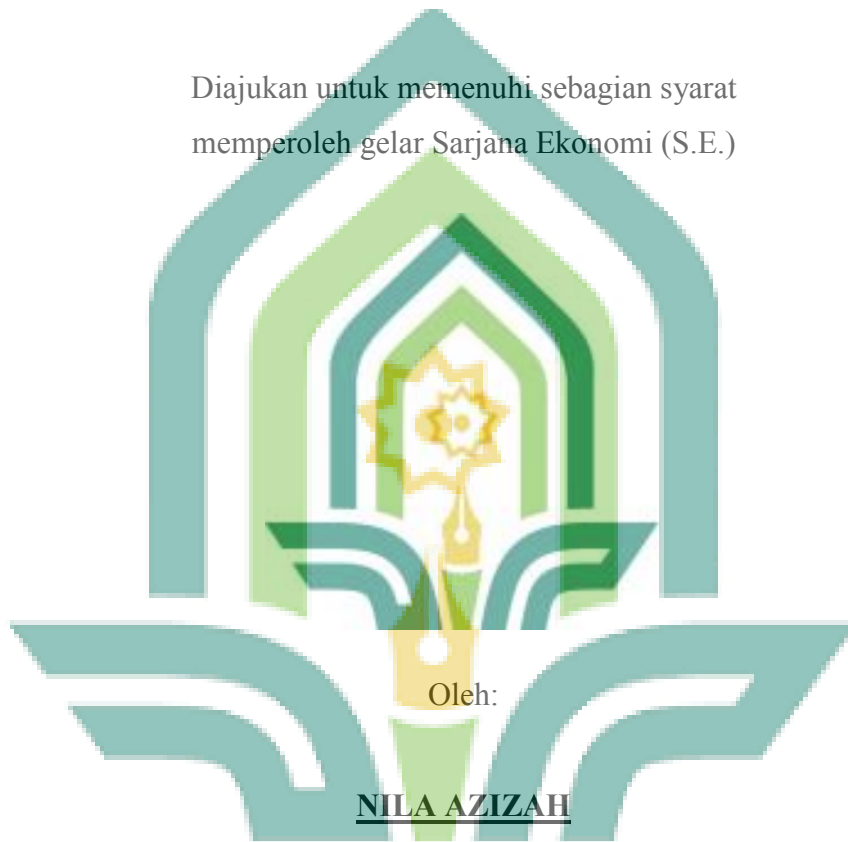 Diajukan untuk memenuhi sebagian syarat
memperoleh gelar Sarjana Ekonomi (S.E.)
Oleh:
NILA AZIZAH